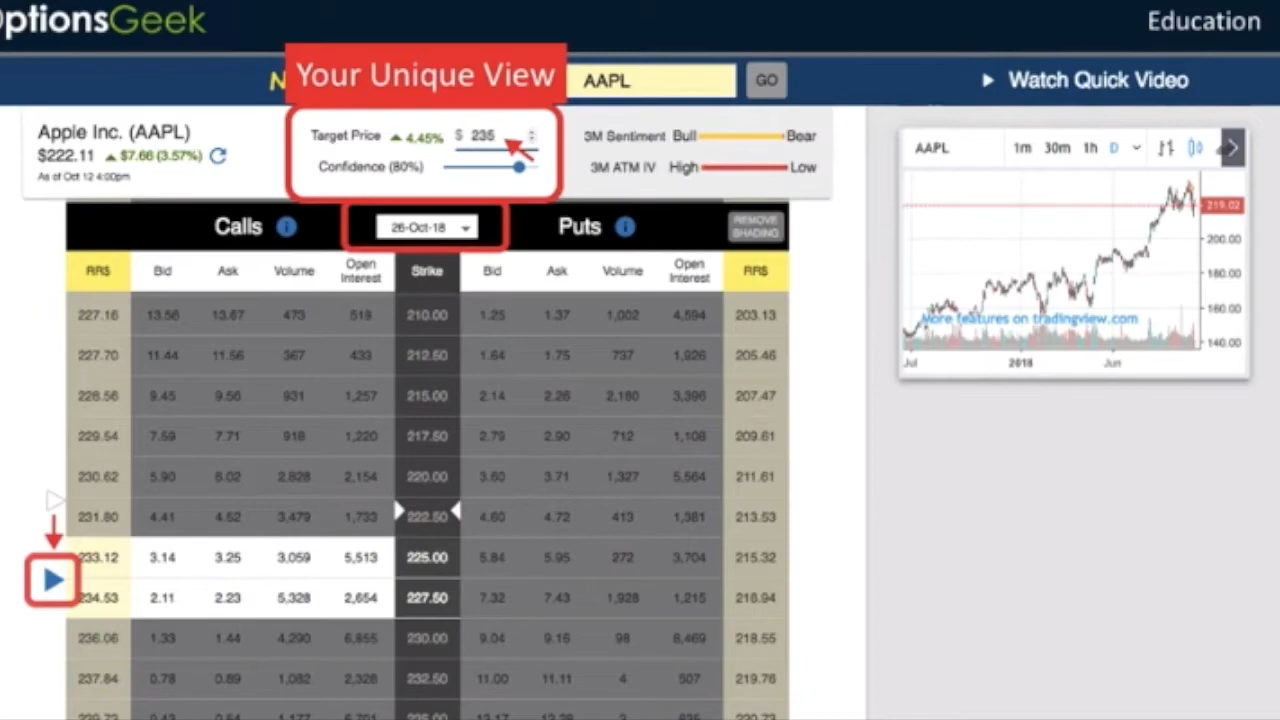 ptionsGeek
Education
N
Your Unique View
AAPL
GO
Watch Quick Video
Apple Inc. (AAPL)
$222.11 $7.66 (3.57%)
As of Oct 12 4:00pm
Target Price 4.45% $ 235
Confidence (80%)
3M Sentiment Bull Bear
3M ATM IV High Low
AAPL 1m 30m 1h D
219.02
200.00
180.00
160.00
140.00
More features on tradingview.com
Jul 2018 Jun
Calls i 26-Oct-18 Puts i REMOVE SHADING
RR$ Bid Ask Volume Open Interest Strike Bid Ask Volume Open Interest RR$
227.16 13.56 13.67 473 519 210.00 1.25 1.37 1,002 4,594 203.13
227.70 11.44 11.56 367 433 212.50 1.64 1.75 737 1,926 205.46
228.56 9.45 9.56 931 1,257 215.00 2.14 2.26 2,180 3,396 207.47
229.54 7.59 7.71 918 1,220 217.50 2.79 2.90 712 1,108 209.61
230.62 5.90 6.02 2,828 2,154 220.00 3.60 3.71 1,327 5,564 211.61
231.80 4.41 4.52 3,479 1,733 222.50 4.60 4.72 413 1,381 213.53
233.12 3.14 3.25 3,059 5,513 225.00 5.84 5.95 272 3,704 215.32
234.53 2.11 2.23 5,328 2,654 227.50 7.32 7.43 1,928 1,215 216.94
236.06 1.33 1.44 4,290 6,855 230.00 9.04 9.16 98 8,469 218.55
237.84 0.78 0.89 1,082 2,328 232.50 11.00 11.11 4 507 219.76